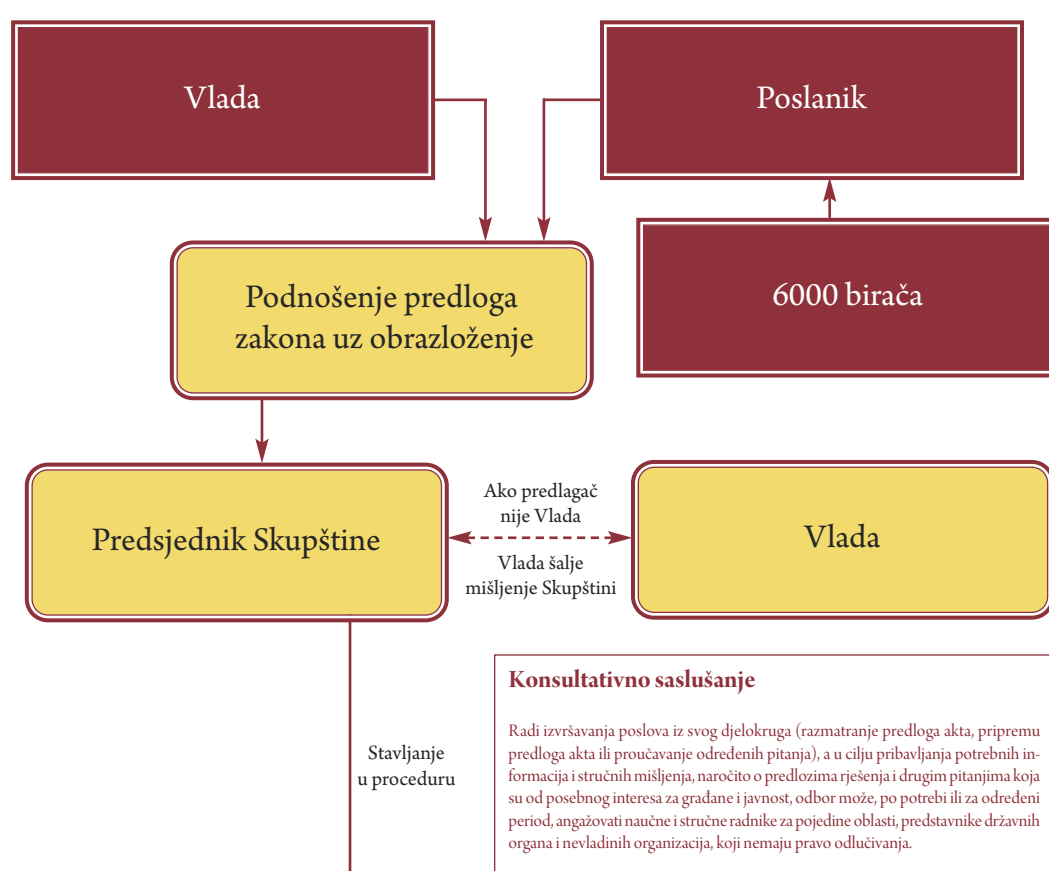 Vlada
Poslanik
Podnošenje predloga
zakona uz obrazloženje
6000 birača
Predsjednik Skupštine
Ako predlagač
nije Vlada
Vlada šalje
mišljenje Skupštini
Vlada
Stavljanje
u proceduru
Konsultativno saslušanje
Radi izvršavanja poslova iz svog djelokruga (razmatranje predloga akta, pripremu
predloga akta ili proučavanje određenih pitanja), a u cilju pribavljanja potrebnih in-
formacija i stručnih mišljenja, naročito o predlozima rješenja i drugim pitanjima koja
su od posebnog interesa za građane i javnost, odbor može, po potrebi ili za određeni
period, angažovati naučne i stručne radnike za pojedine oblasti, predstavnike državnih
organa i nevladinih organizacija, koji nemaju pravo odlučivanja.